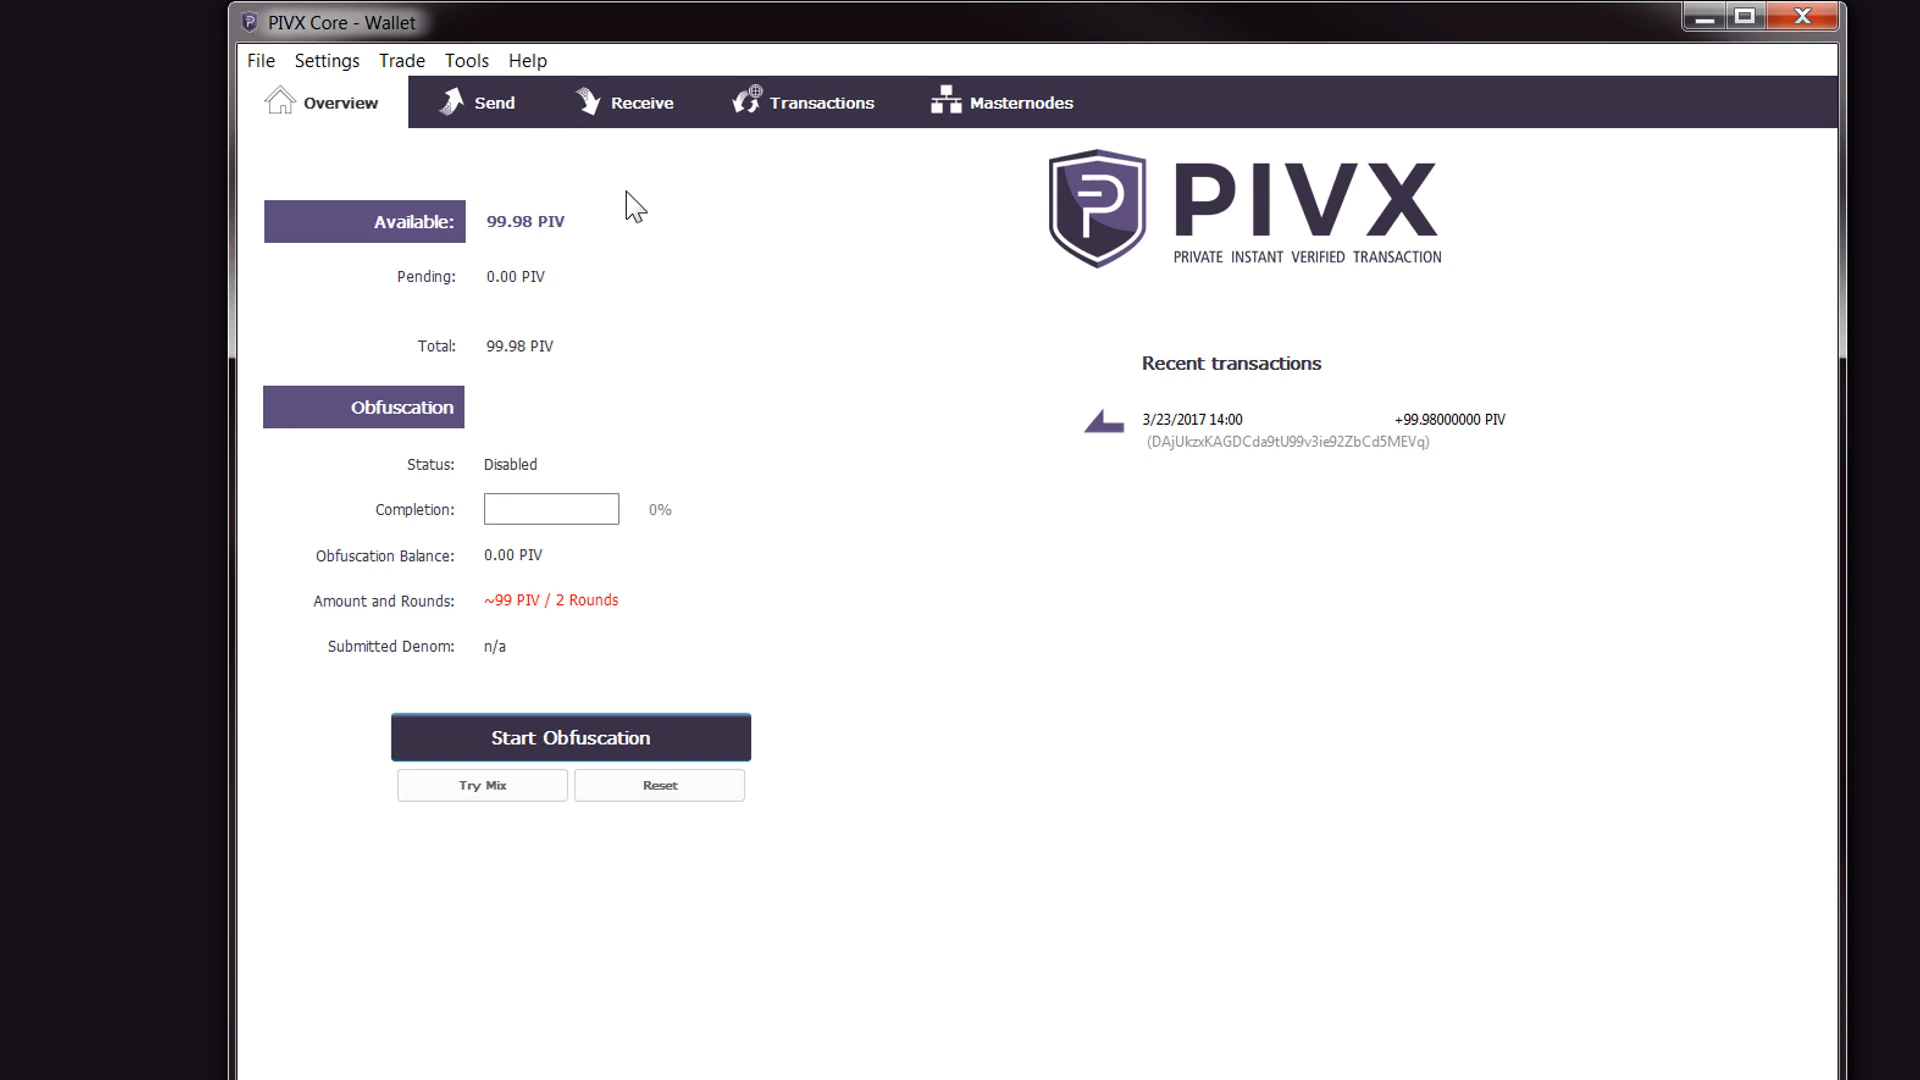 PIVX Core - Wallet
File Settings Trade Tools Help
Overview Send Receive Transactions Masternodes
PIVX
PRIVATE INSTANT VERIFIED TRANSACTION
Available: 99.98 PIV
Pending: 0.00 PIV
Total: 99.98 PIV
Obfuscation
Status: Disabled
Completion: 0%
Obfuscation Balance: 0.00 PIV
Amount and Rounds: ~99 PIV / 2 Rounds
Submitted Denom: n/a
Start Obfuscation
Try Mix Reset
Recent transactions
3/23/2017 14:00 +99.98000000 PIV
(DAjUkzxKAGDCda9tU99v3ie92ZbCd5MEVq)